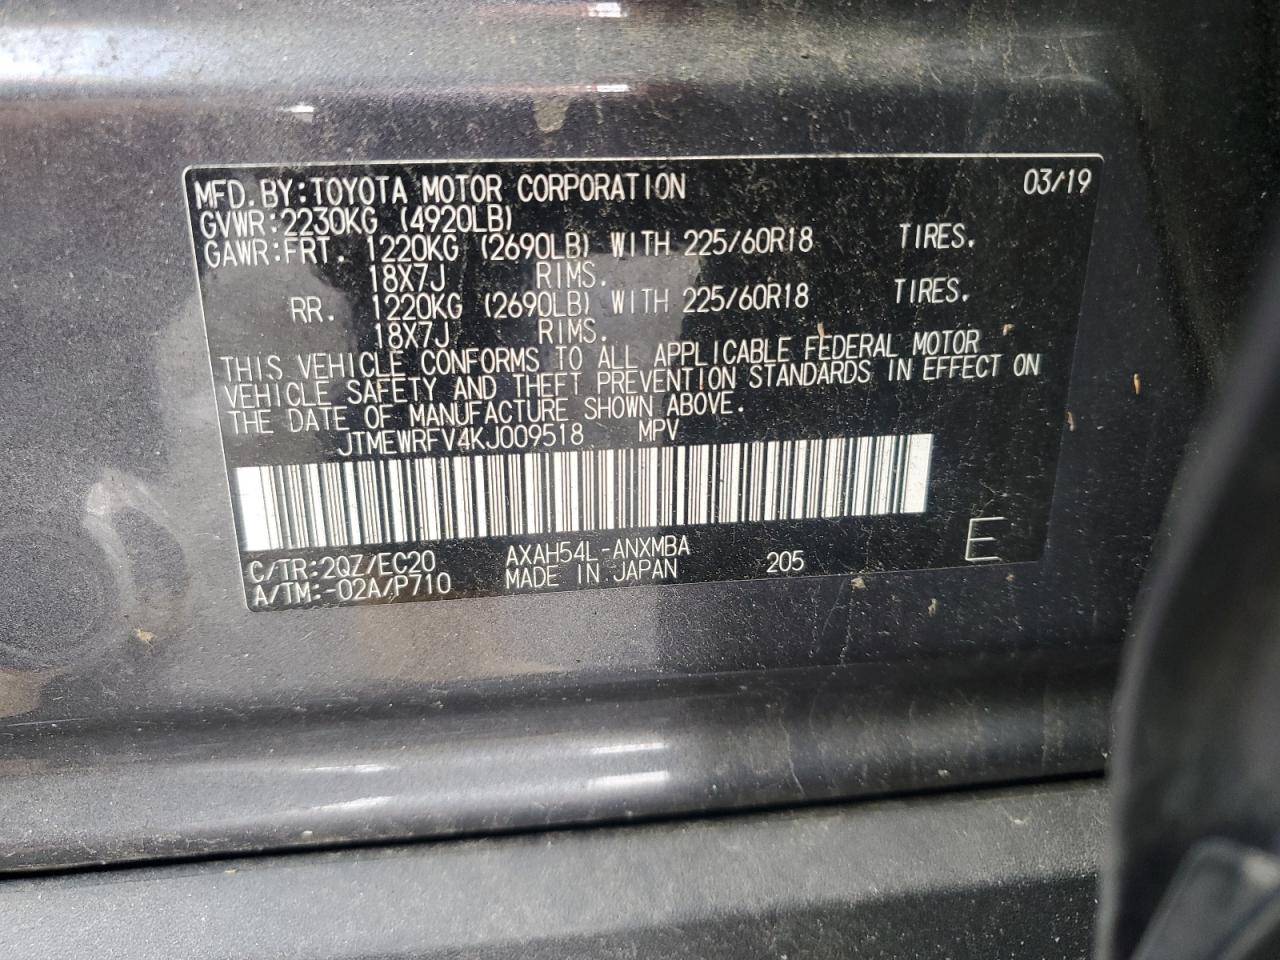 MFD. BY:TOYOTA MOTOR CORPORATION 03/19
GVWR:2230KG (4920LB)
GAWR:FRT. 1220KG (2690LB) WITH 225/60R18 TIRES.
18X7J RIMS.
RR. 1220KG (2690LB) WITH 225/60R18 TIRES.
18X7J RIMS.
THIS VEHICLE CONFORMS TO ALL APPLICABLE FEDERAL MOTOR
VEHICLE SAFETY AND THEFT PREVENTION STANDARDS IN EFFECT ON
THE DATE OF MANUFACTURE SHOWN ABOVE.
JTMEWRFV4KJ009518 MPV
C/TR:2QZ/EC20 AXAH54L-ANXMBA 205 E
A/TM:-02A/P710 MADE IN JAPAN